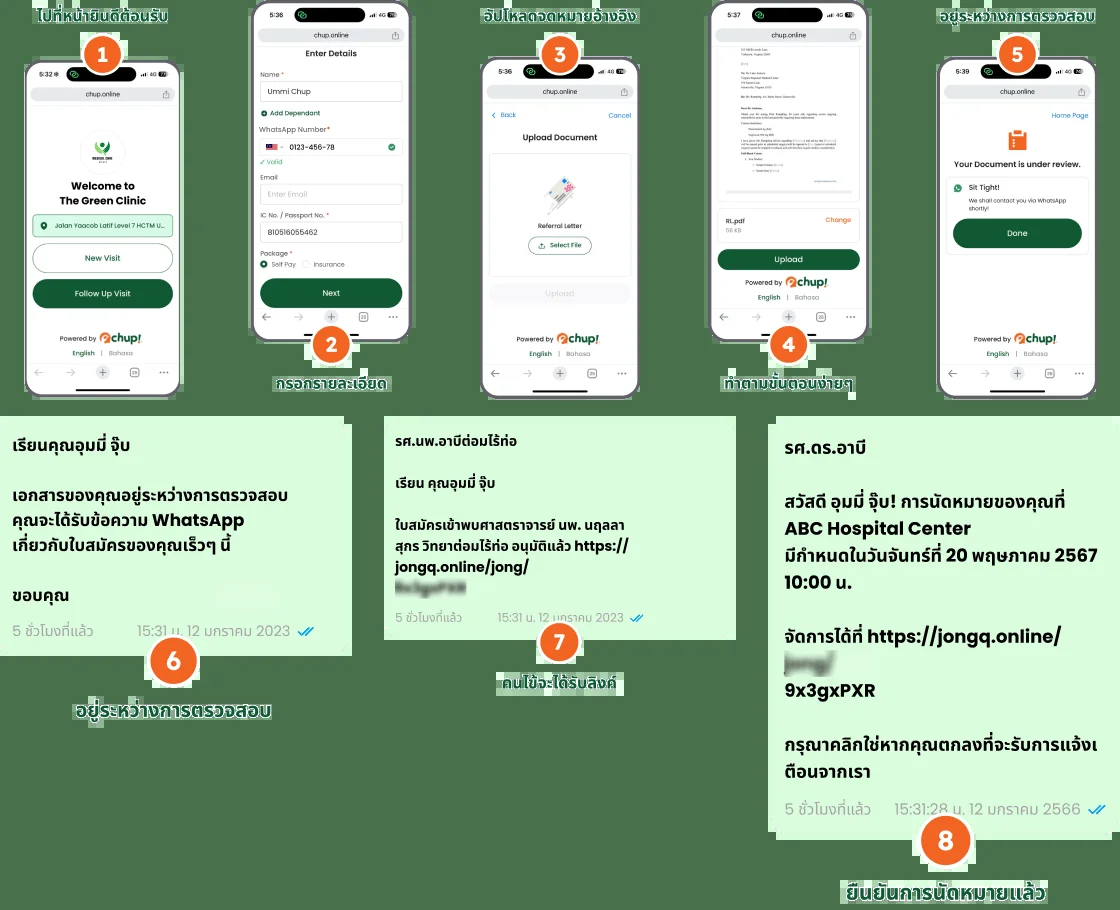 ไปที่หน้ายินดีต้อนรับ
1
5:32
4G
chup.online
MEDICAL CARE
Welcome to
The Green Clinic
Jalan Yaacob Latif Level 7 HCTM U...
New Visit
Follow Up Visit
Powered by chup!
English | Bahasa
5:36
4G
chup.online
Enter Details
Name *
Ummi Chup
Add Dependant
WhatsApp Number*
0123-456-78
✓ Valid
Email
Enter Email
IC No. / Passport No. *
810516055462
Package *
Self Pay
Insurance
Next
2
กรอกรายละเอียด
อัปโหลดจดหมายอ้างอิง
3
5:36
4G
chup.online
Back
Cancel
Upload Document
Referral Letter
Select File
Upload
Powered by chup!
English | Bahasa
5:37
4G
chup.online
RL.pdf
56 KB
Change
Upload
Powered by chup!
English | Bahasa
4
ทำตามขั้นตอนง่ายๆ
อยู่ระหว่างการตรวจสอบ
5
5:39
4G
chup.online
Home Page
Your Document is under review.
Sit Tight!
We shall contact you via WhatsApp
shortly!
Done
Powered by chup!
English | Bahasa
เรียนคุณอุมมี่ จุ๊บ
เอกสารของคุณอยู่ระหว่างการตรวจสอบ
คุณจะได้รับข้อความ WhatsApp
เกี่ยวกับใบสมัครของคุณเร็วๆ นี้
ขอบคุณ
5 ชั่วโมงที่แล้ว
15:31 น. 12 มกราคม 2023
6
อยู่ระหว่างการตรวจสอบ
รศ.นพ.อาบีต่อมไร้ท่อ
เรียน คุณอุมมี่ จุ๊บ
ใบสมัครเข้าพบศาสตราจารย์ นพ. นฤลลา
สุกร วิทยาต่อมไร้ท่อ อนุมัติแล้ว https://
jongq.online/jong/
5 ชั่วโมงที่แล้ว
15:31 น. 12 มกราคม 2023
7
คนไข้จะได้รับลิงค์
รศ.ดร.อาบี
สวัสดี อุมมี่ จุ๊บ! การนัดหมายของคุณที่
ABC Hospital Center
มีกำหนดในวันจันทร์ที่ 20 พฤษภาคม 2567
10:00 น.
จัดการได้ที่ https://jongq.online/
jong/
9x3gxPXR
กรุณาคลิกใช่หากคุณตกลงที่จะรับการแจ้งเ
ตือนจากเรา
5 ชั่วโมงที่แล้ว
15:31:28 น. 12 มกราคม 2566
8
ยืนยันการนัดหมายแล้ว